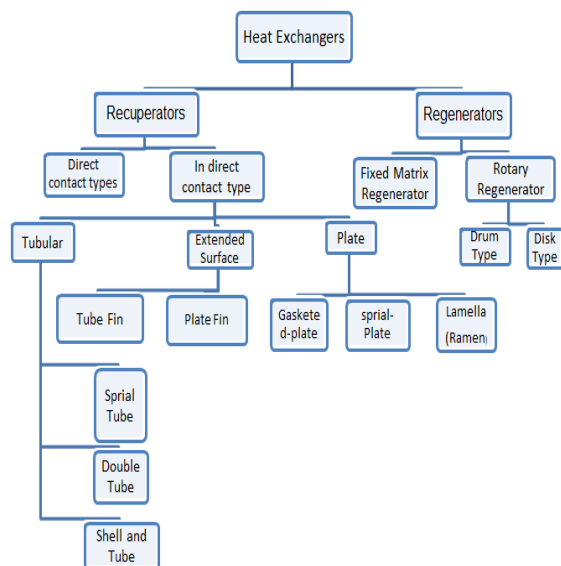 Heat Exchangers
Recuperators
Regenerators
Direct
contact types
In direct
contact type
Fixed Matrix
Regenerator
Rotary
Regenerator
Tubular
Extended
Surface
Plate
Drum
Type
Disk
Type
Tube Fin
Plate Fin
Gaskete
d-plate
sprial-
Plate
Lamella
(Ramen)
Sprial
Tube
Double
Tube
Shell and
Tube